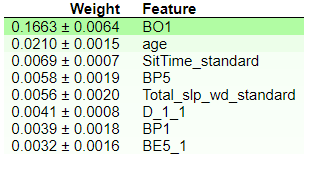 Weight Feature
0.1663 ± 0.0064 BO1
0.0210 ± 0.0015 age
0.0069 ± 0.0007 SitTime_standard
0.0058 ± 0.0019 BP5
0.0056 ± 0.0020 Total_slp_wd_standard
0.0041 ± 0.0008 D_1_1
0.0039 ± 0.0018 BP1
0.0032 ± 0.0016 BE5_1